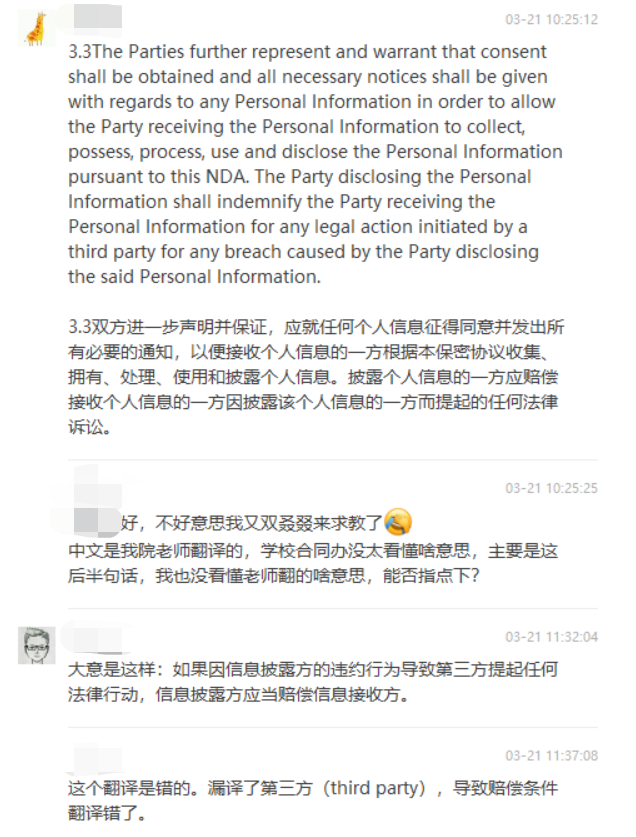 03-21 10:25:12
3.3The Parties further represent and warrant that consent
shall be obtained and all necessary notices shall be given
with regards to any Personal Information in order to allow
the Party receiving the Personal Information to collect,
possess, process, use and disclose the Personal Information
pursuant to this NDA. The Party disclosing the Personal
Information shall indemnify the Party receiving the
Personal Information for any legal action initiated by a
third party for any breach caused by the Party disclosing
the said Personal Information.
3.3双方进一步声明并保证，应就任何个人信息征得同意并发出所
有必要的通知，以便接收个人信息的一方根据本保密协议收集、
拥有、处理、使用和披露个人信息。披露个人信息的一方应赔偿
接收个人信息的一方因披露该个人信息的一方而提起的任何法律
诉讼。
03-21 10:25:25
好，不好意思我又双叒叕来求教了🤣
中文是我院老师翻译的，学校合同办没太看懂啥意思，主要是这
后半句话，我也没看懂老师翻的啥意思，能否指点下？
03-21 11:32:04
大意是这样：如果因信息披露方的违约行为导致第三方提起任何
法律行动，信息披露方应当赔偿信息接收方。
03-21 11:37:08
这个翻译是错的。漏译了第三方（third party），导致赔偿条件
翻译错了。